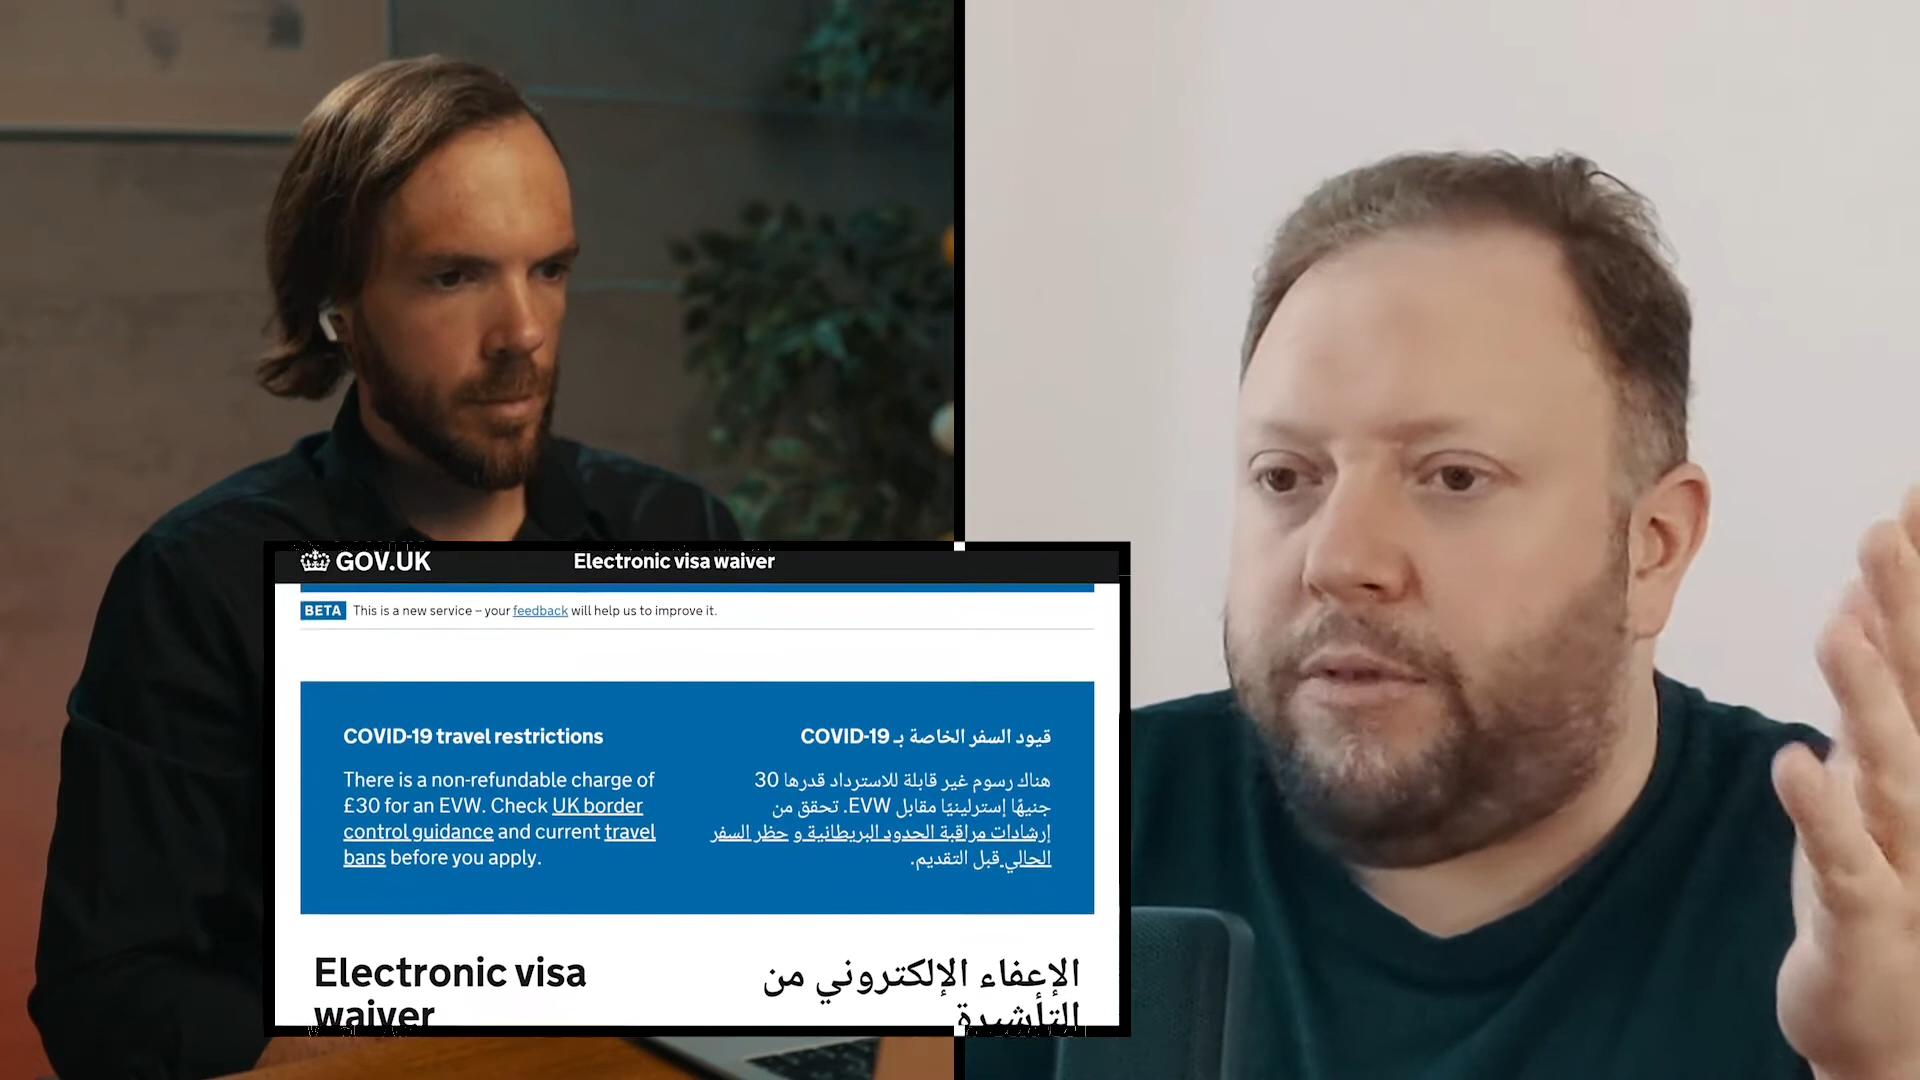 GOV.UK
Electronic visa waiver
BETA This is a new service – your feedback will help us to improve it.
COVID-19 travel restrictions
There is a non-refundable charge of
£30 for an EVW. Check UK border
control guidance and current travel
bans before you apply.
قيود السفر الخاصة بـ COVID-19
هناك رسوم غير قابلة للاسترداد قدرها 30
جنيهًا إسترلينيًا مقابل EVW. تحقق من
إرشادات مراقبة الحدود البريطانية و حظر السفر
الحالي قبل التقديم.
Electronic visa
waiver
الإعفاء الإلكتروني من
التأشيرة